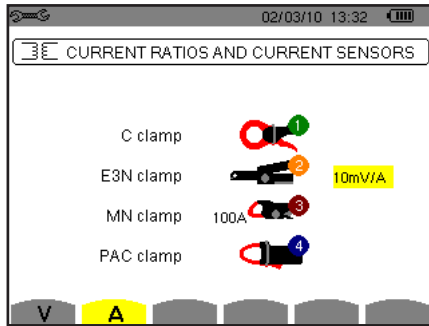 02/03/10 13:32
CURRENT RATIOS AND CURRENT SENSORS
C clamp 1
E3N clamp 2 10mV/A
MN clamp 100A 3
PAC clamp 4
V A